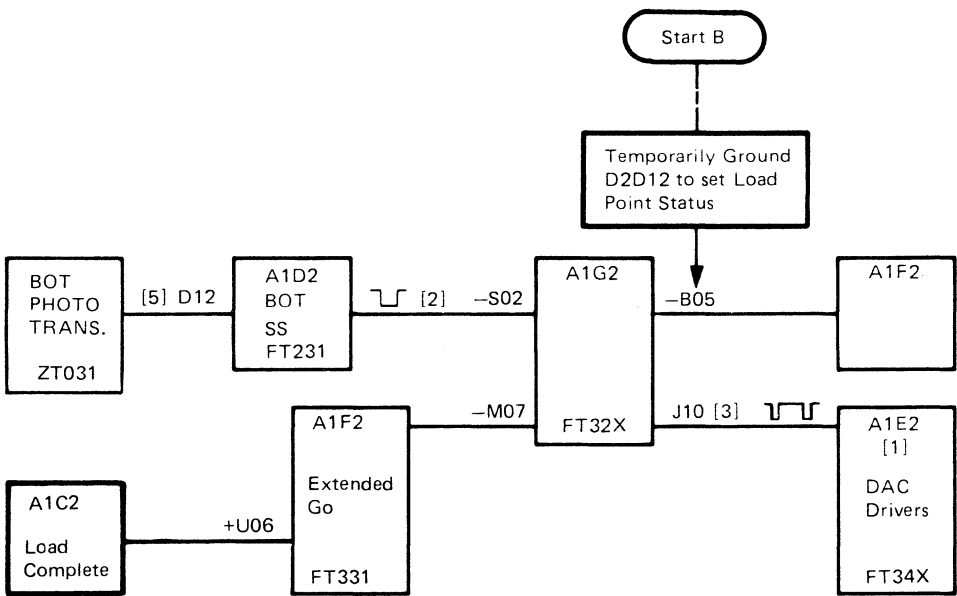 Start B
Temporarily Ground
D2D12 to set Load
Point Status
BOT
PHOTO
TRANS.
ZT031
[5] D12
A1D2
BOT
SS
FT231
[2]
—S02
A1G2
FT32X
—B05
A1F2
A1C2
Load
Complete
+U06
A1F2
Extended
Go
FT331
—M07
J10 [3]
A1E2
[1]
DAC
Drivers
FT34X